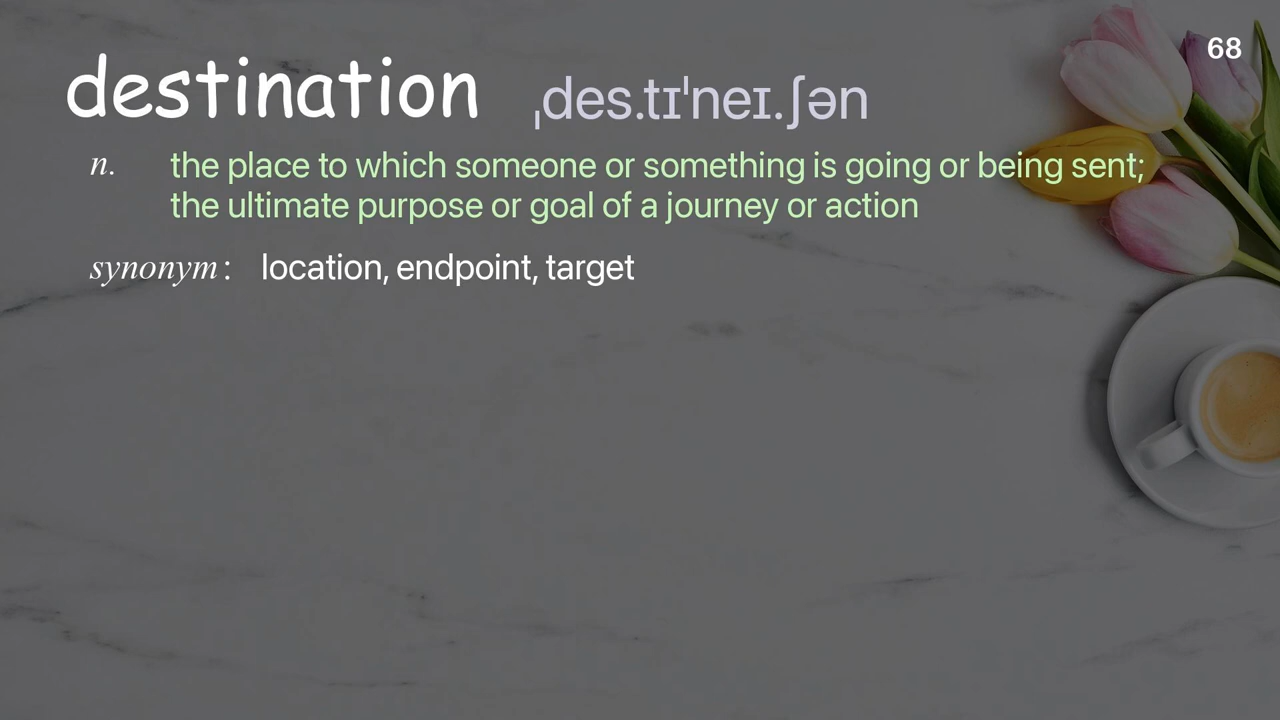 68
destination ˌdes.tɪˈneɪ.ʃən
n. the place to which someone or something is going or being sent;
the ultimate purpose or goal of a journey or action
synonym: location, endpoint, target